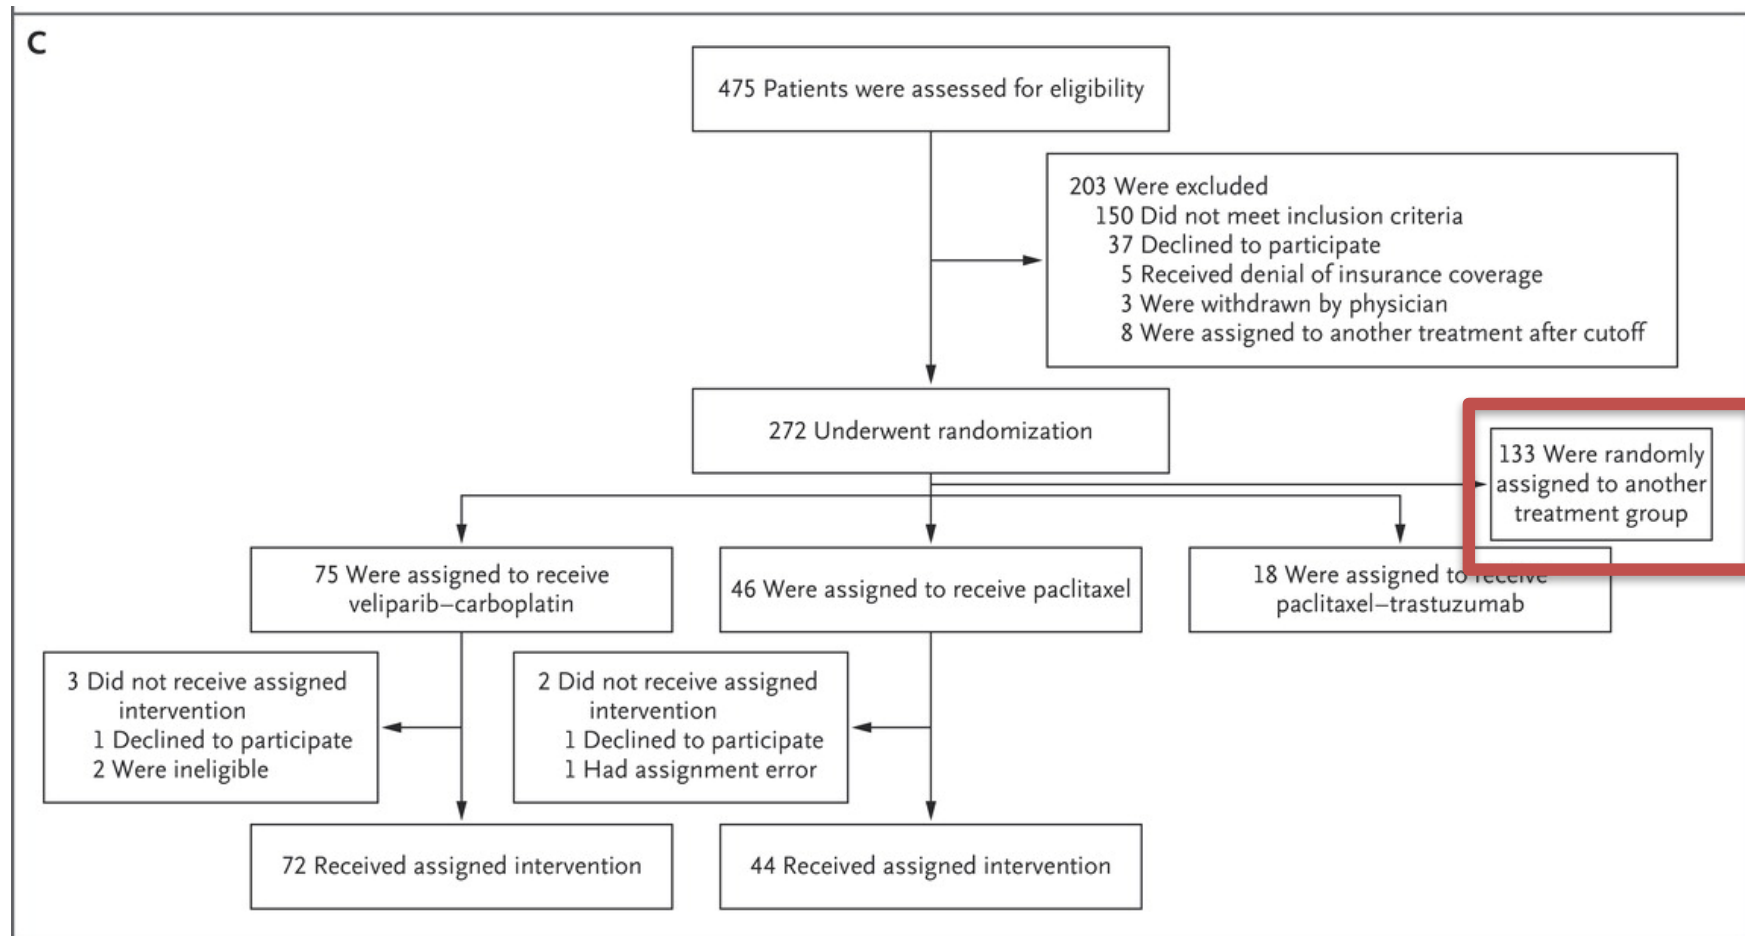 C
475 Patients were assessed for eligibility
203 Were excluded
150 Did not meet inclusion criteria
37 Declined to participate
5 Received denial of insurance coverage
3 Were withdrawn by physician
8 Were assigned to another treatment after cutoff
272 Underwent randomization
133 Were randomly
assigned to another
treatment group
75 Were assigned to receive
veliparib–carboplatin
46 Were assigned to receive paclitaxel
18 Were assigned to receive
paclitaxel–trastuzumab
3 Did not receive assigned
intervention
1 Declined to participate
2 Were ineligible
2 Did not receive assigned
intervention
1 Declined to participate
1 Had assignment error
72 Received assigned intervention
44 Received assigned intervention